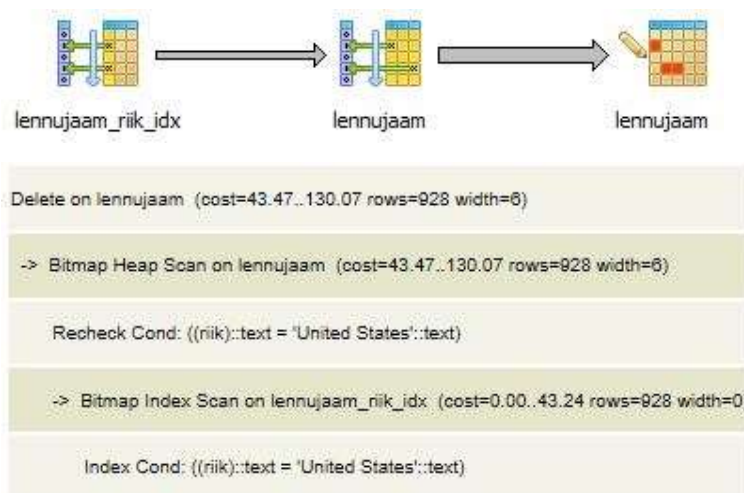 lennujaam_riik_idx lennujaam lennujaam
Delete on lennujaam (cost=43.47..130.07 rows=928 width=6)
-> Bitmap Heap Scan on lennujaam (cost=43.47..130.07 rows=928 width=6)
Recheck Cond: ((riik)::text = 'United States'::text)
-> Bitmap Index Scan on lennujaam_riik_idx (cost=0.00..43.24 rows=928 width=0
Index Cond: ((riik)::text = 'United States'::text)